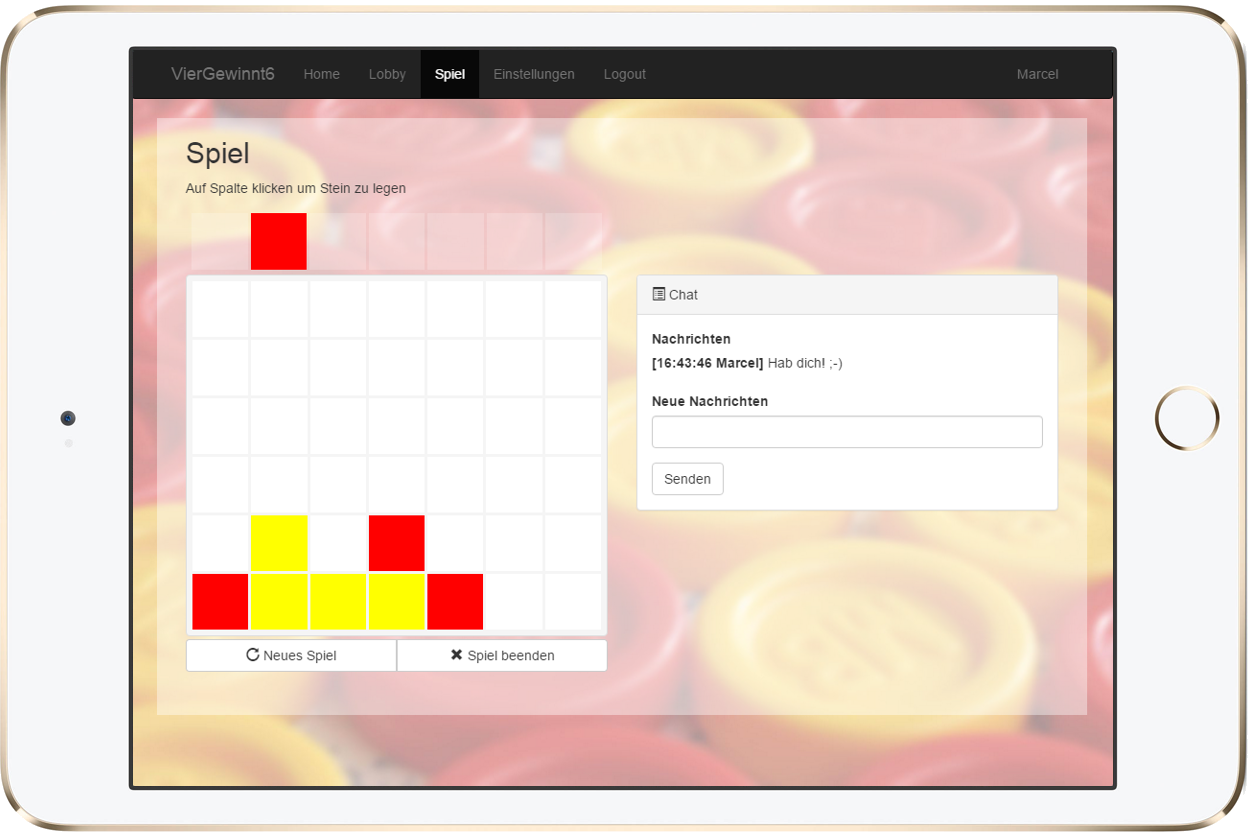 VierGewinnt6 Home Lobby Spiel Einstellungen Logout Marcel
Spiel
Auf Spalte klicken um Stein zu legen
Chat
Nachrichten
[16:43:46 Marcel] Hab dich! ;-)
Neue Nachrichten
Senden
Neues Spiel Spiel beenden